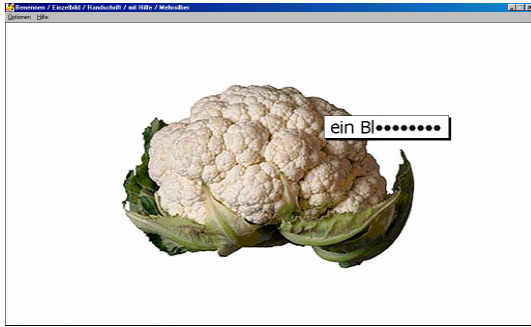 Benennen / Einzelbild / Handschrift / mit Hilfe / Mehrsilber
Optionen Hilfe
ein Bl●●●●●●●●